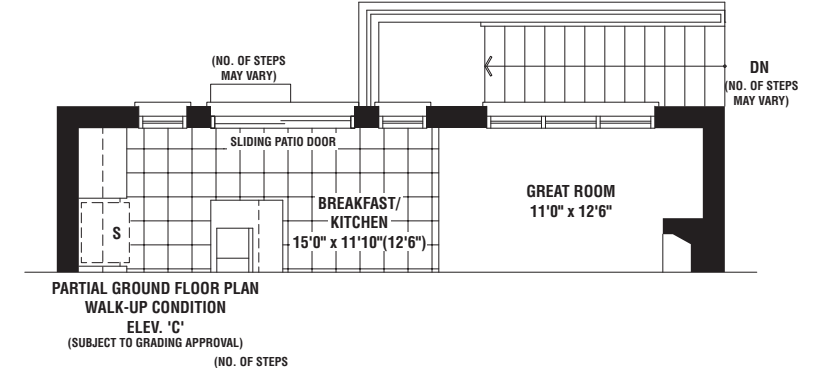 (NO. OF STEPS
MAY VARY)
DN
(NO. OF STEPS
MAY VARY)
SLIDING PATIO DOOR
BREAKFAST/
KITCHEN
15'0" x 11'10"(12'6")
GREAT ROOM
11'0" x 12'6"
S
PARTIAL GROUND FLOOR PLAN
WALK-UP CONDITION
ELEV. 'C'
(SUBJECT TO GRADING APPROVAL)
(NO. OF STEPS